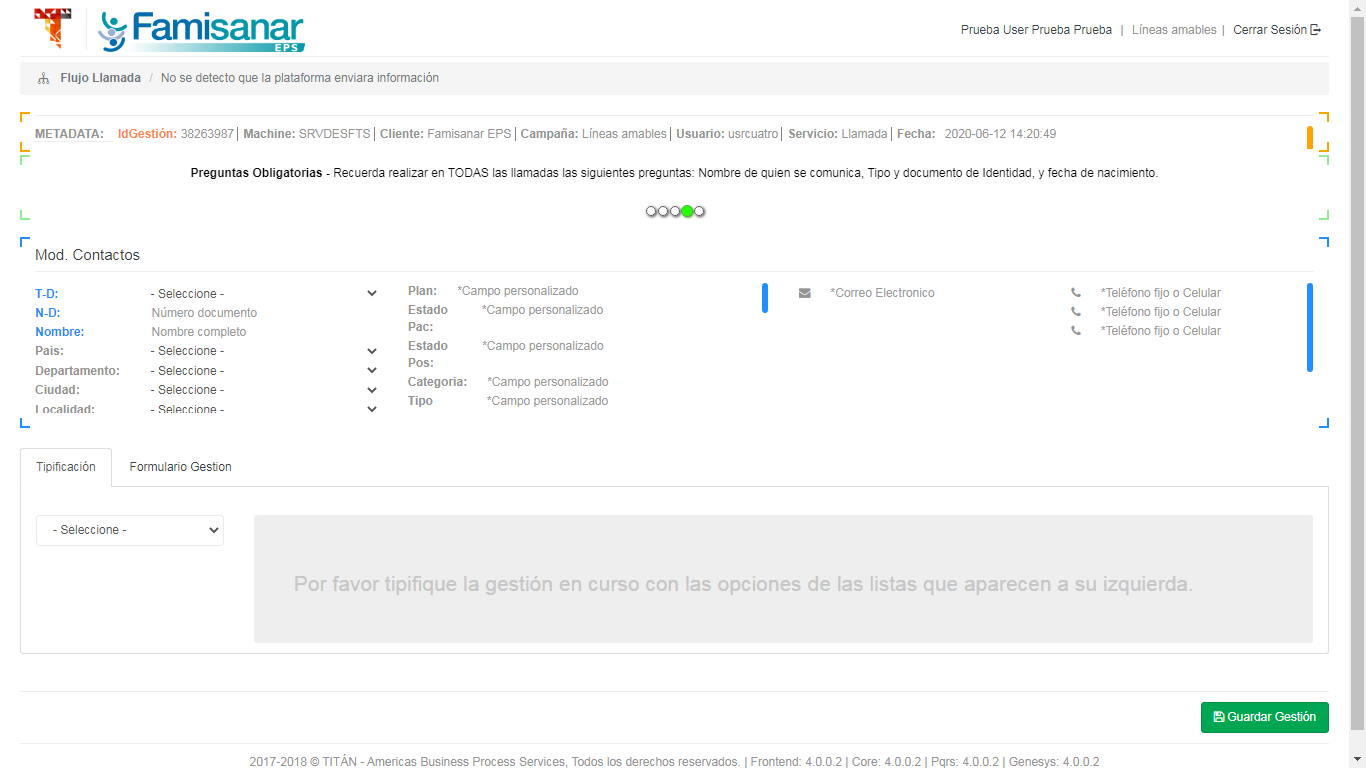 Famisanar
EPS
Prueba User Prueba Prueba | Líneas amables | Cerrar Sesión
Flujo Llamada / No se detecto que la plataforma enviara información
METADATA: IdGestión: 38263987 | Machine: SRVDESFTS | Cliente: Famisanar EPS | Campaña: Líneas amables | Usuario: usrcuatro | Servicio: Llamada | Fecha: 2020-06-12 14:20:49
Preguntas Obligatorias - Recuerda realizar en TODAS las llamadas las siguientes preguntas: Nombre de quien se comunica, Tipo y documento de Identidad, y fecha de nacimiento.
Mod. Contactos
T-D: - Seleccione -
N-D: Número documento
Nombre: Nombre completo
Pais: - Seleccione -
Departamento: - Seleccione -
Ciudad: - Seleccione -
Localidad: - Seleccione -
Plan: *Campo personalizado
Estado Pac: *Campo personalizado
Estado Pos: *Campo personalizado
Categoria: *Campo personalizado
Tipo *Campo personalizado
*Correo Electronico
*Teléfono fijo o Celular
*Teléfono fijo o Celular
*Teléfono fijo o Celular
Tipificación Formulario Gestion
- Seleccione -
Por favor tipifique la gestión en curso con las opciones de las listas que aparecen a su izquierda.
Guardar Gestión
2017-2018 © TITÁN - Americas Business Process Services, Todos los derechos reservados. | Frontend: 4.0.0.2 | Core: 4.0.0.2 | Pqrs: 4.0.0.2 | Genesys: 4.0.0.2